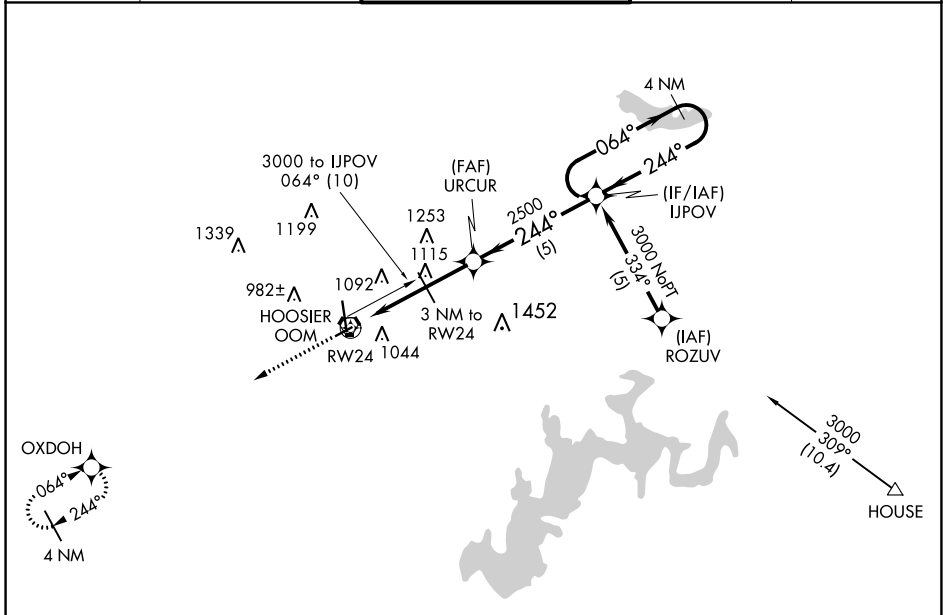 4 NM
064°
244°
(IF/IAF)
IJPOV
3000 to IJPOV
064° (10)
(FAF)
URCUR
2500
244°
(5)
1339
1199
1253
1115
1092
982±
HOOSIER
OOM
RW24
1044
3 NM to
RW24
1452
3000 NoPT
334°
(5)
(IAF)
ROZUV
OXDOH
064°
244°
4 NM
3000
309°
(10.4)
HOUSE